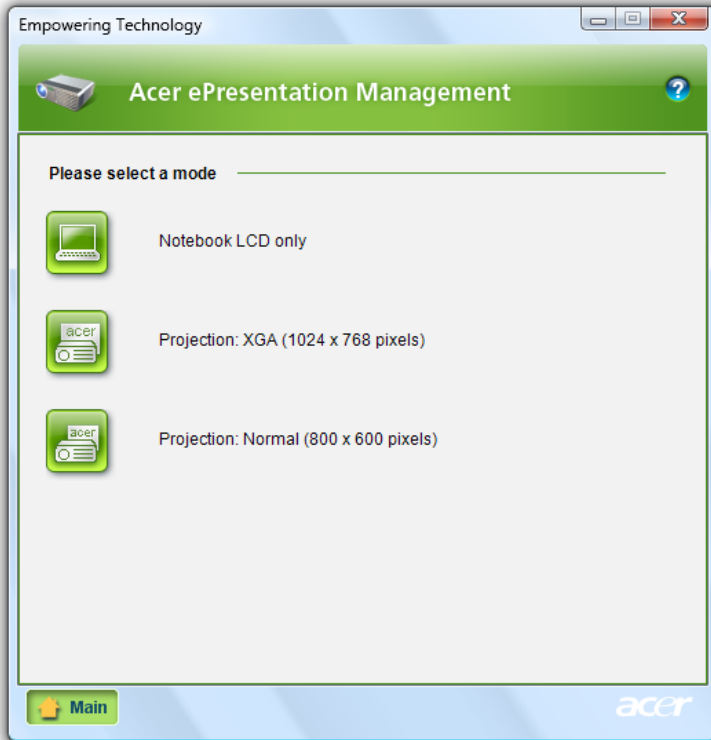 Empowering Technology
Acer ePresentation Management
?
Please select a mode
Notebook LCD only
acer
Projection: XGA (1024 x 768 pixels)
acer
Projection: Normal (800 x 600 pixels)
Main
acer